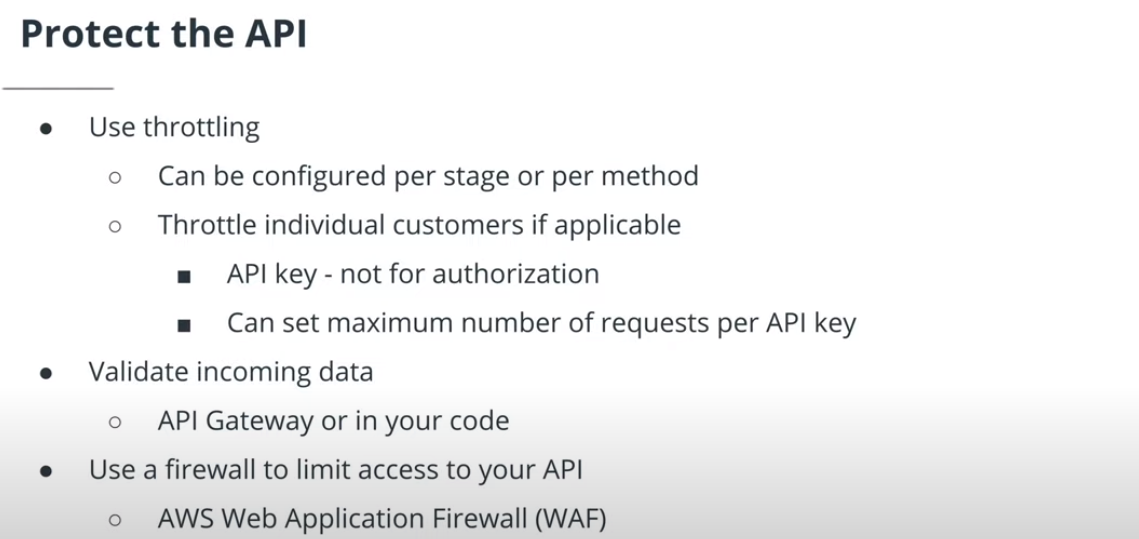 Protect the API
● Use throttling
○ Can be configured per stage or per method
○ Throttle individual customers if applicable
■ API key - not for authorization
■ Can set maximum number of requests per API key
● Validate incoming data
○ API Gateway or in your code
● Use a firewall to limit access to your API
○ AWS Web Application Firewall (WAF)